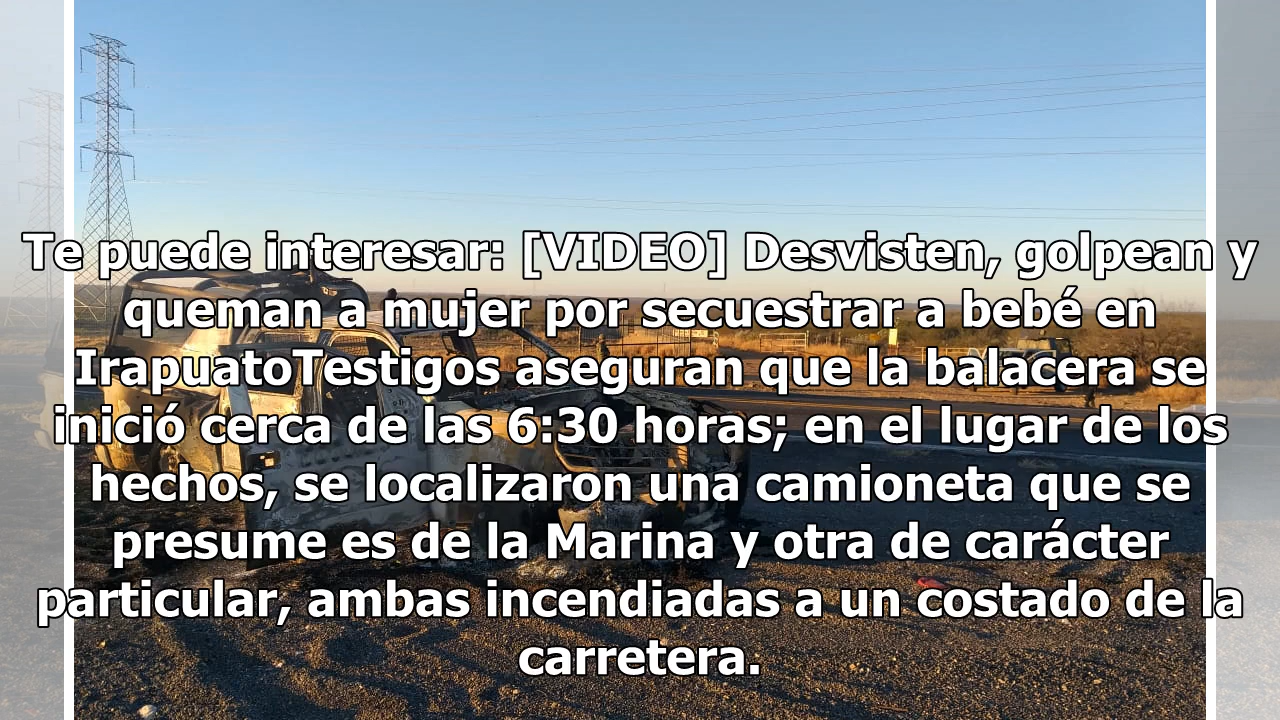 Te puede interesar: [VIDEO] Desvisten, golpean y
queman a mujer por secuestrar a bebé en
IrapuatoTestigos aseguran que la balacera se
inició cerca de las 6:30 horas; en el lugar de los
hechos, se localizaron una camioneta que se
presume es de la Marina y otra de carácter
particular, ambas incendiadas a un costado de la
carretera.